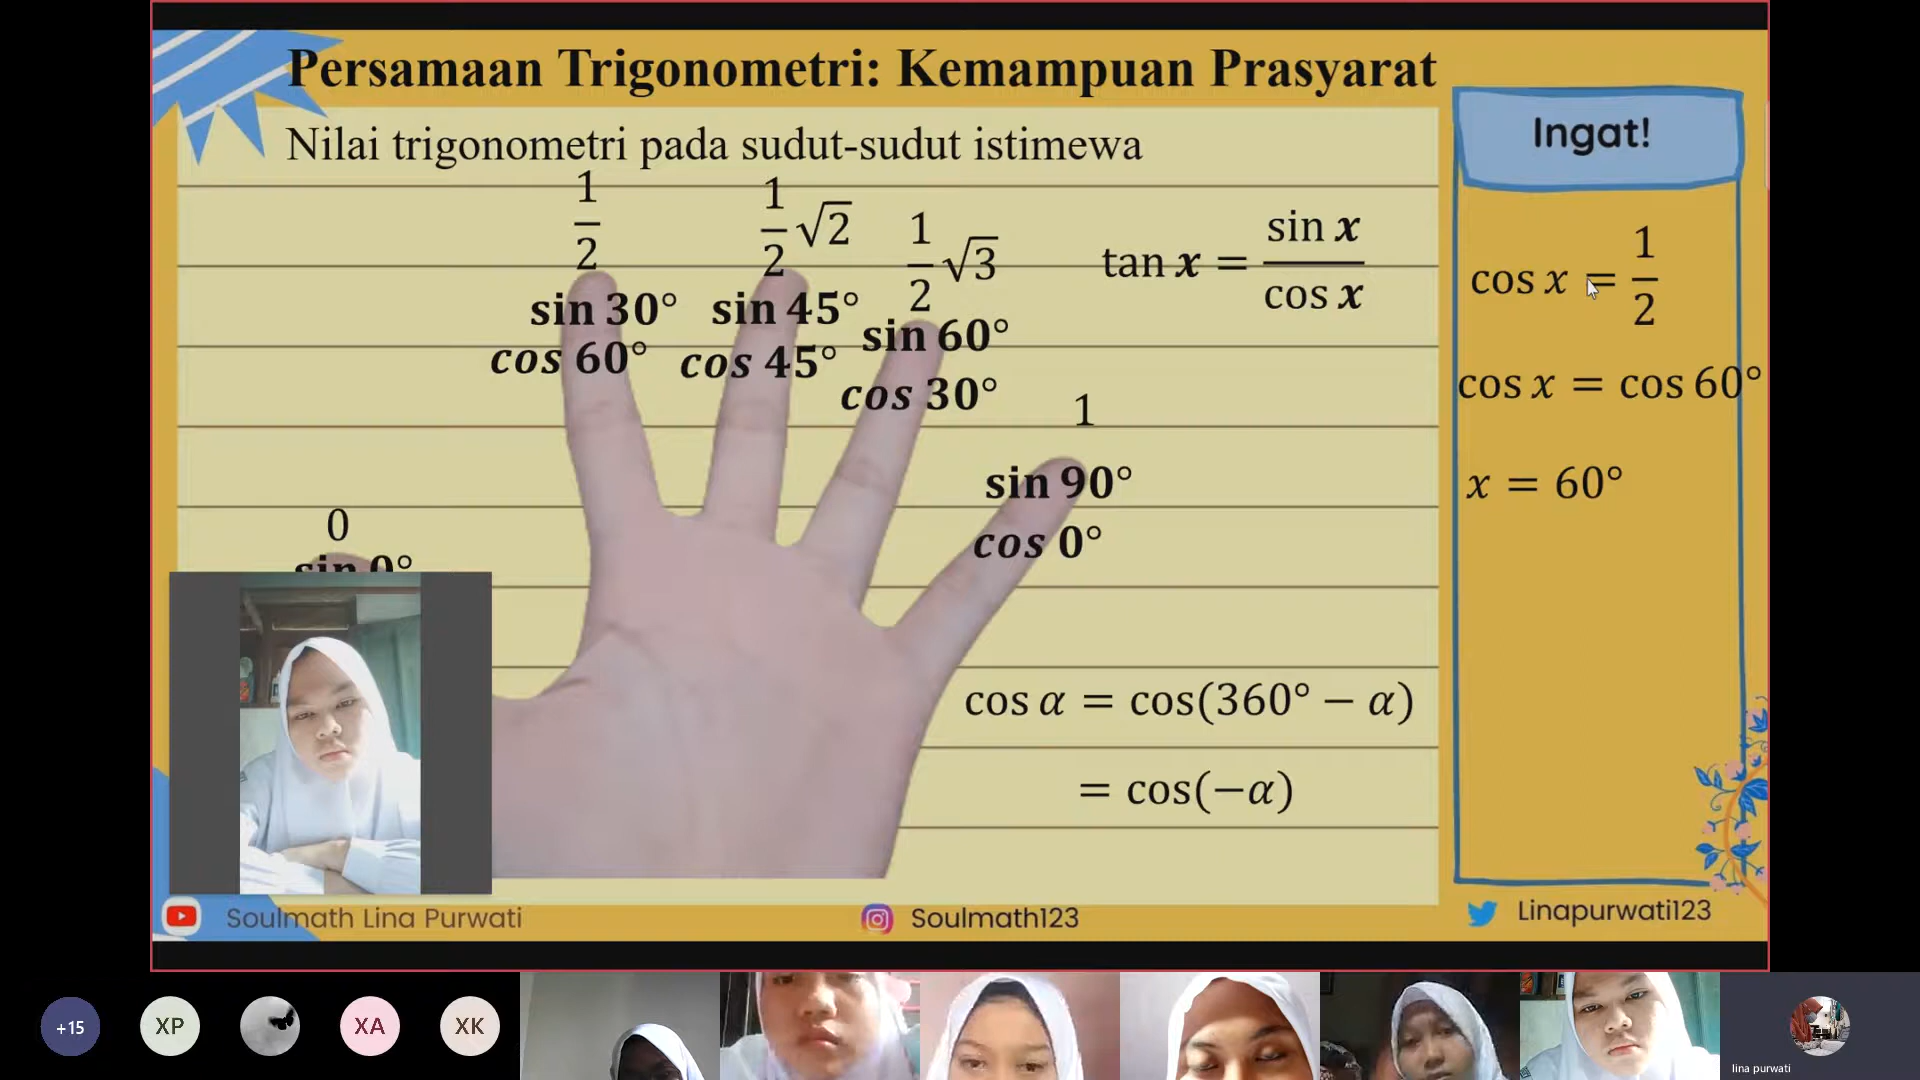 Persamaan Trigonometri: Kemampuan Prasyarat
Nilai trigonometri pada sudut-sudut istimewa
1/2
sin 30°
cos 60°
1/2 √2
sin 45°
cos 45°
1/2 √3
sin 60°
cos 30°
1
sin 90°
cos 0°
0
sin 0°
tan x = sin x / cos x
cos α = cos(360° − α)
= cos(−α)
Ingat!
cos x = 1/2
cos x = cos 60°
x = 60°
Soulmath Lina Purwati
Soulmath123
Linapurwati123
+15
XP
XA
XK
lina purwati